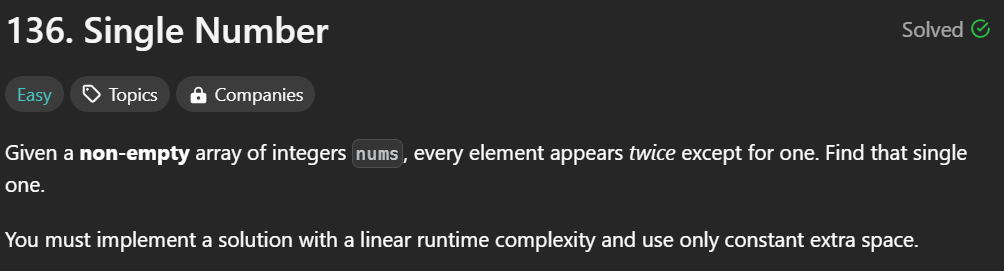 136. Single Number
Solved
Easy
Topics
Companies
Given a non-empty array of integers nums, every element appears twice except for one. Find that single
one.
You must implement a solution with a linear runtime complexity and use only constant extra space.